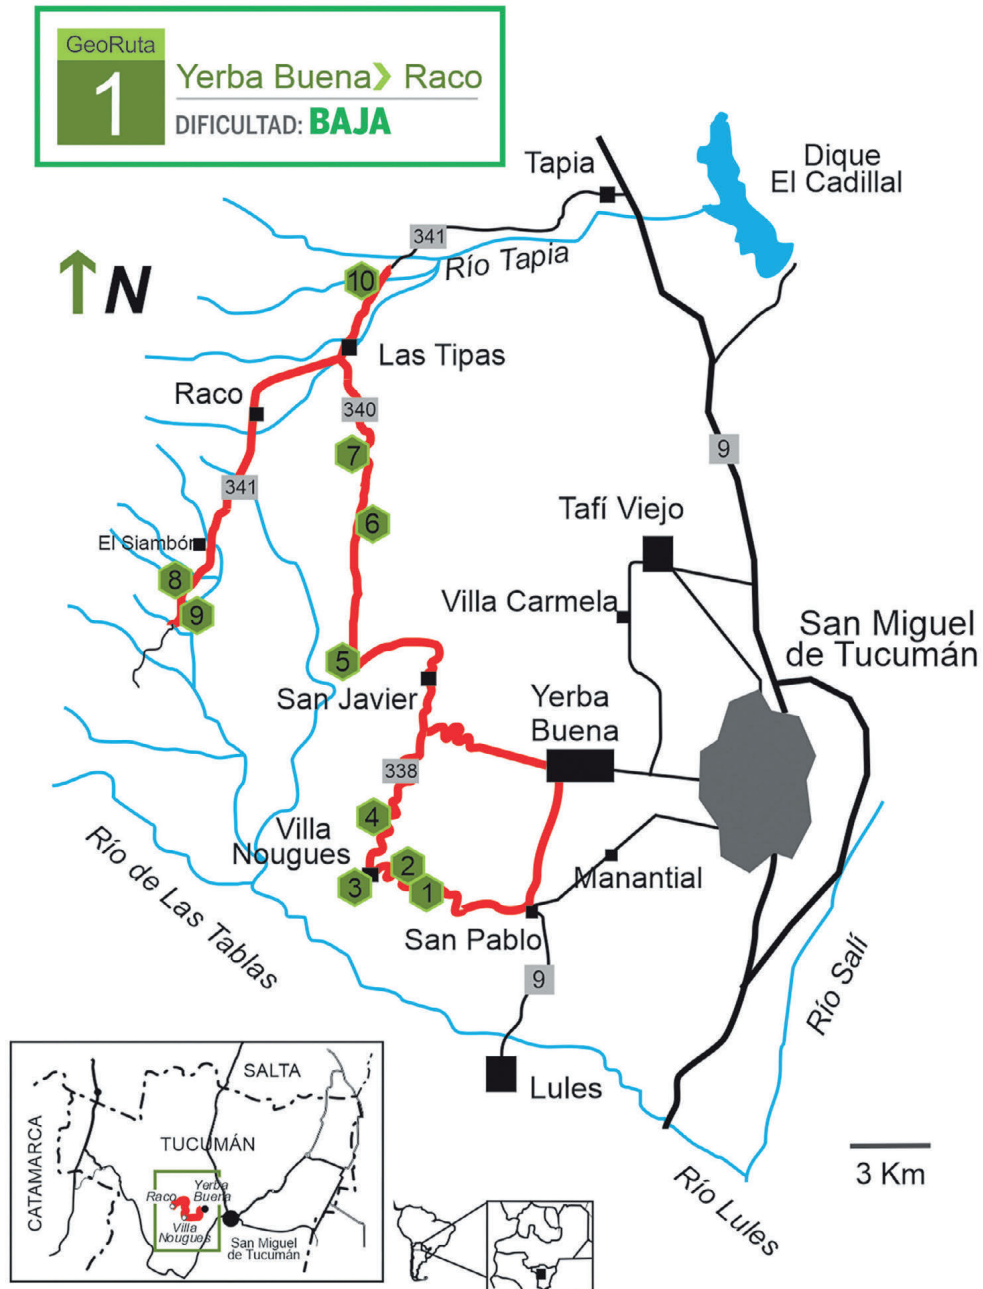 GeoRuta
1
Yerba Buena› Raco
DIFICULTAD: BAJA
Tapia
Dique
El Cadillal
341
Río Tapia
N
10
Las Tipas
Raco
340
7
9
341
6
Tafí Viejo
El Siambón
8
9
Villa Carmela
San Miguel
de Tucumán
5
San Javier
Yerba
Buena
338
4
Villa
Nougues
2
3
1
Manantial
San Pablo
Río de Las Tablas
9
Río Salí
Lules
Río Lules
3 Km
SALTA
TUCUMÁN
CATAMARCA
Raco
Yerba
Buena
Villa
Nougues
San Miguel
de Tucumán